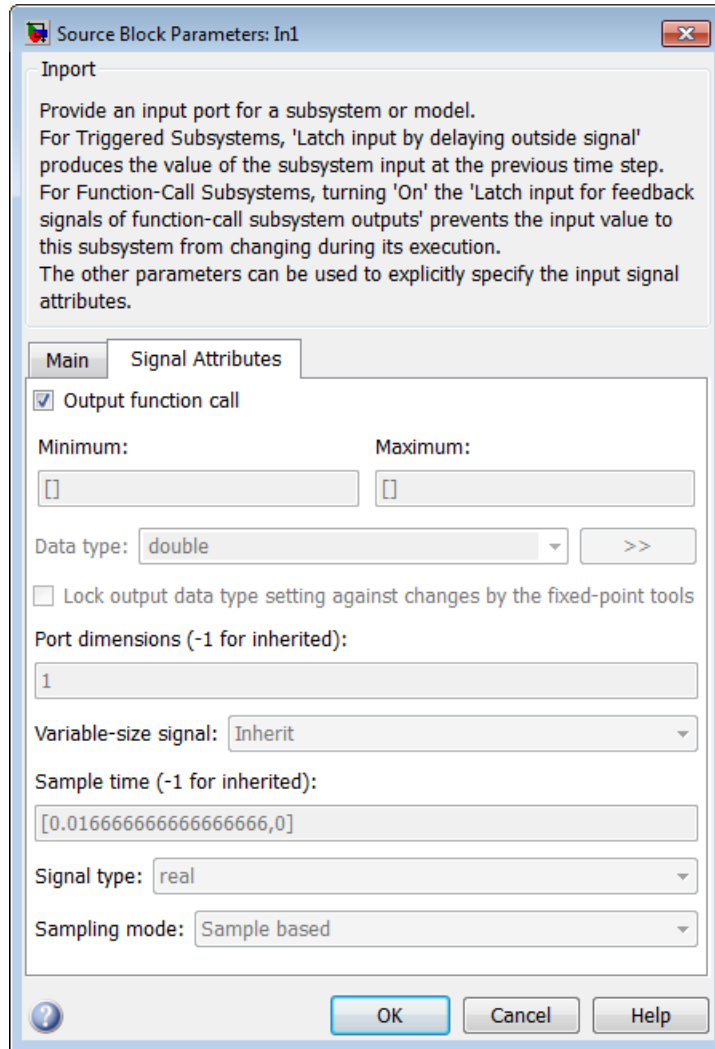 Source Block Parameters: In1
Inport
Provide an input port for a subsystem or model.
For Triggered Subsystems, 'Latch input by delaying outside signal'
produces the value of the subsystem input at the previous time step.
For Function-Call Subsystems, turning 'On' the 'Latch input for feedback
signals of function-call subsystem outputs' prevents the input value to
this subsystem from changing during its execution.
The other parameters can be used to explicitly specify the input signal
attributes.
Main Signal Attributes
Output function call
Minimum: Maximum:
[] []
Data type: double >>
Lock output data type setting against changes by the fixed-point tools
Port dimensions (-1 for inherited):
1
Variable-size signal: Inherit
Sample time (-1 for inherited):
[0.016666666666666666,0]
Signal type: real
Sampling mode: Sample based
? OK Cancel Help